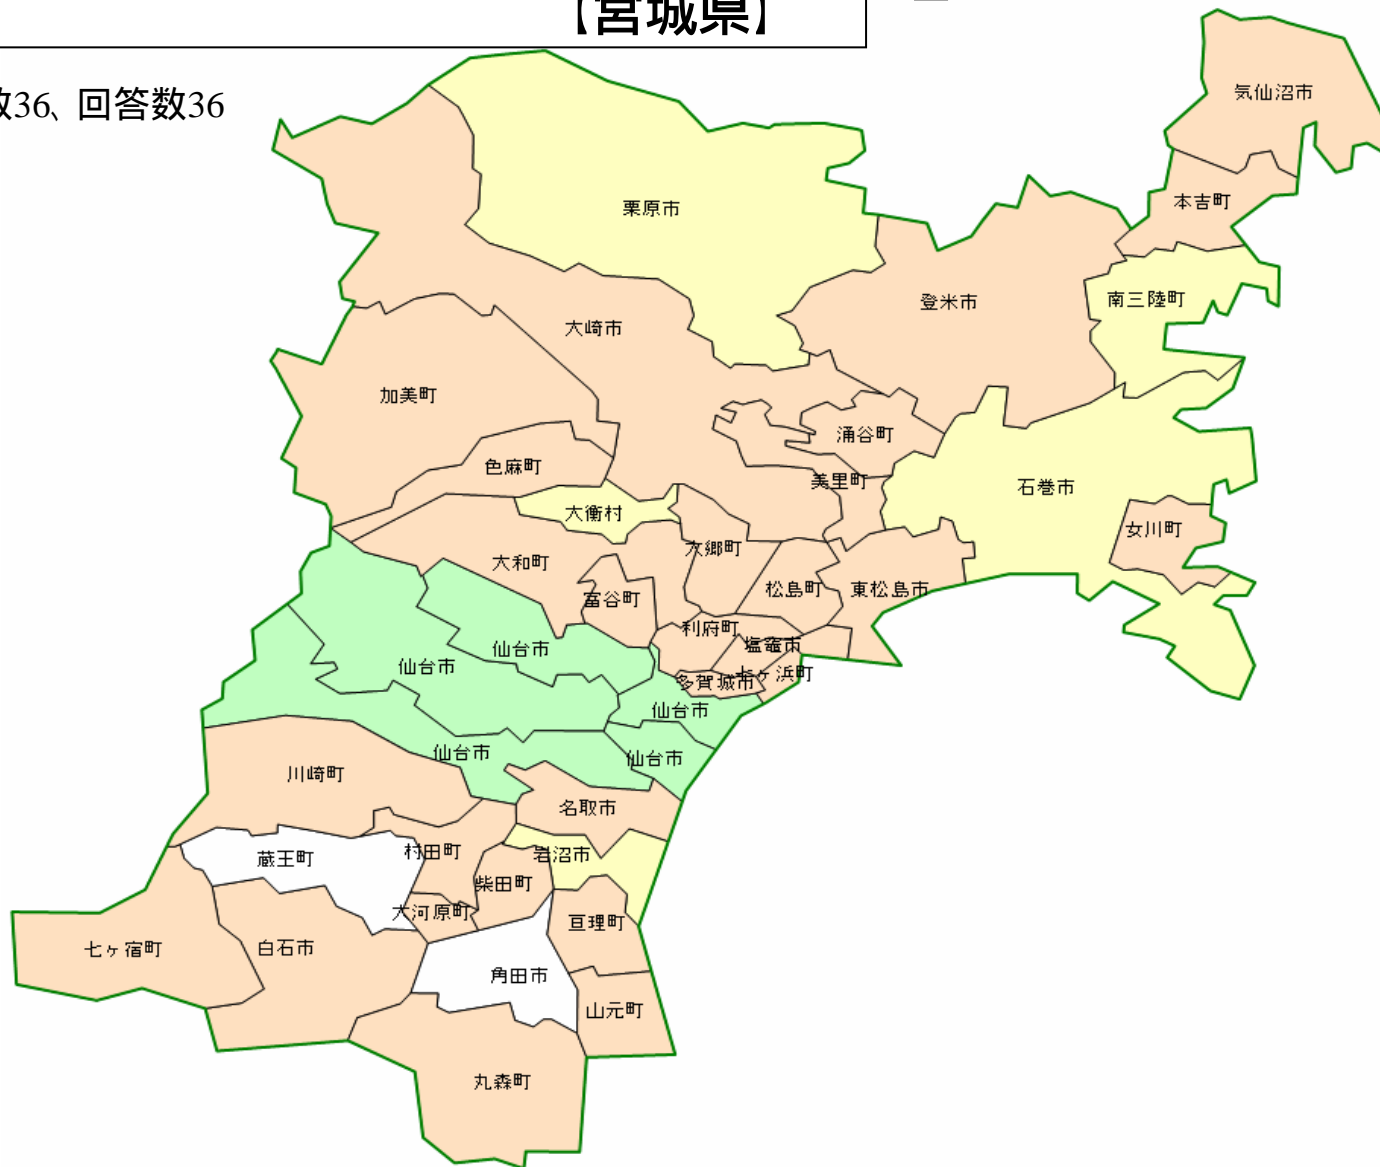 【宮城県】
数36、回答数36
気仙沼市
本吉町
栗原市
南三陸町
登米市
大崎市
加美町
涌谷町
色麻町
美里町
石巻市
大衡村
女川町
大郷町
大和町
松島町
東松島市
富谷町
利府町
塩竈市
仙台市
仙台市
七ヶ浜町
多賀城市
仙台市
仙台市
仙台市
川崎町
名取市
村田町
岩沼市
蔵王町
柴田町
大河原町
亘理町
七ヶ宿町
白石市
角田市
山元町
丸森町